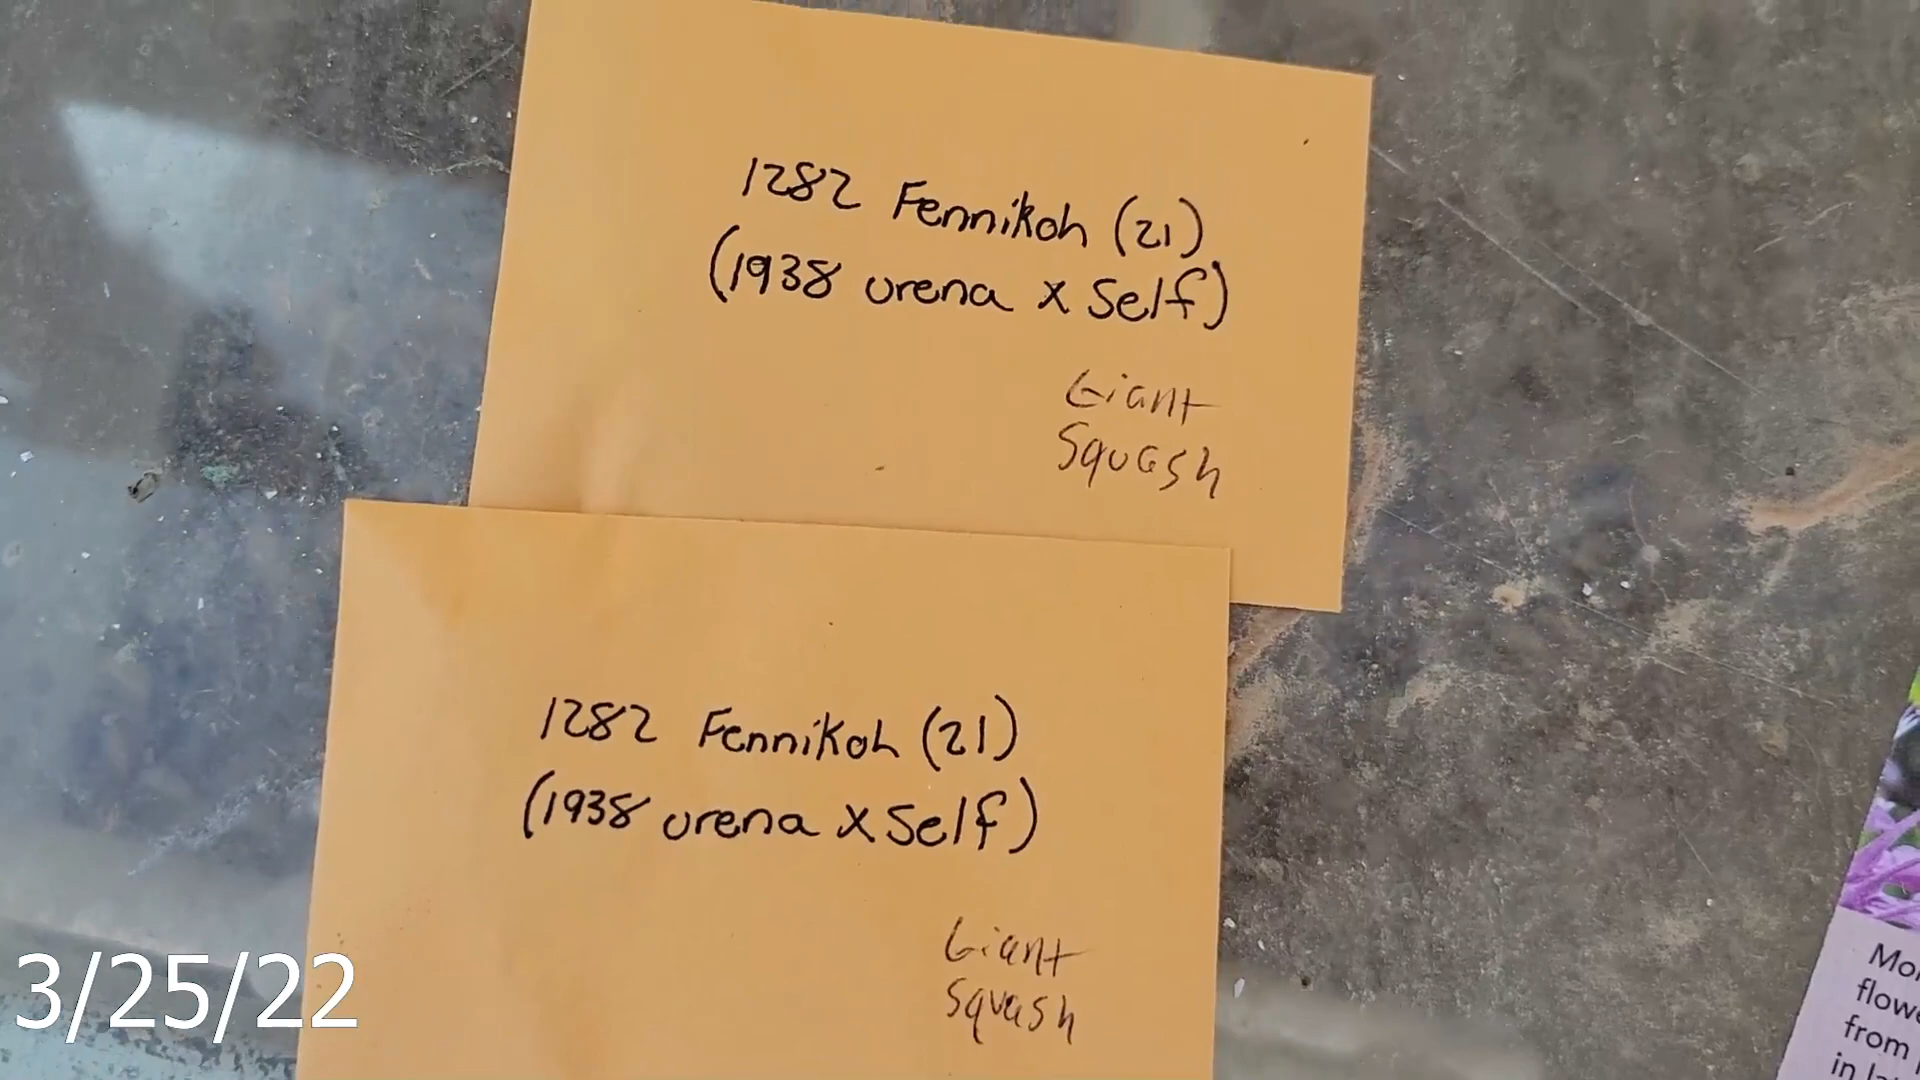 1282 Fennikoh (21)
(1938 urena x Self)
Giant
Squash
1282 Fennikoh (21)
(1938 urena x Self)
Giant
Squash
3/25/22
from